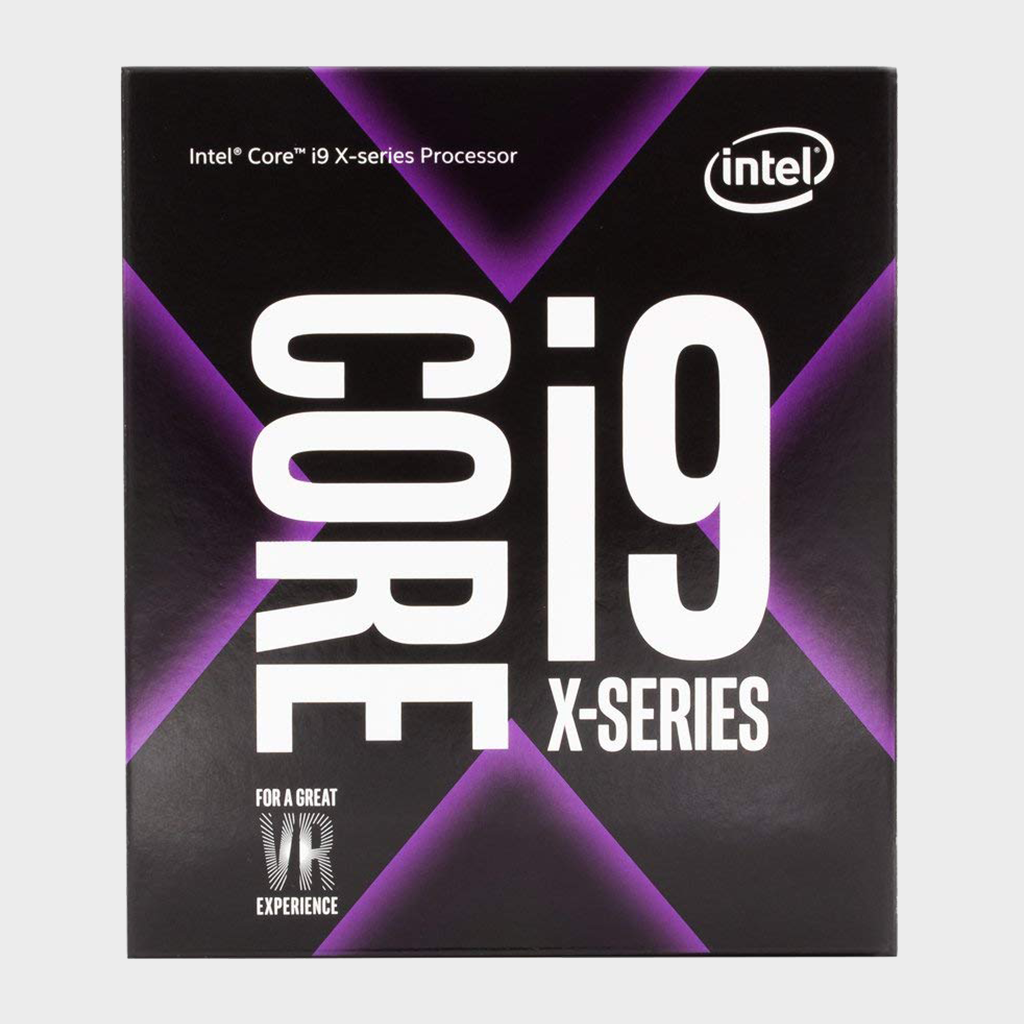 Intel® Core™ i9 X-series Processor
intel®
CORE i9
X-SERIES
FOR A GREAT
VR
EXPERIENCE